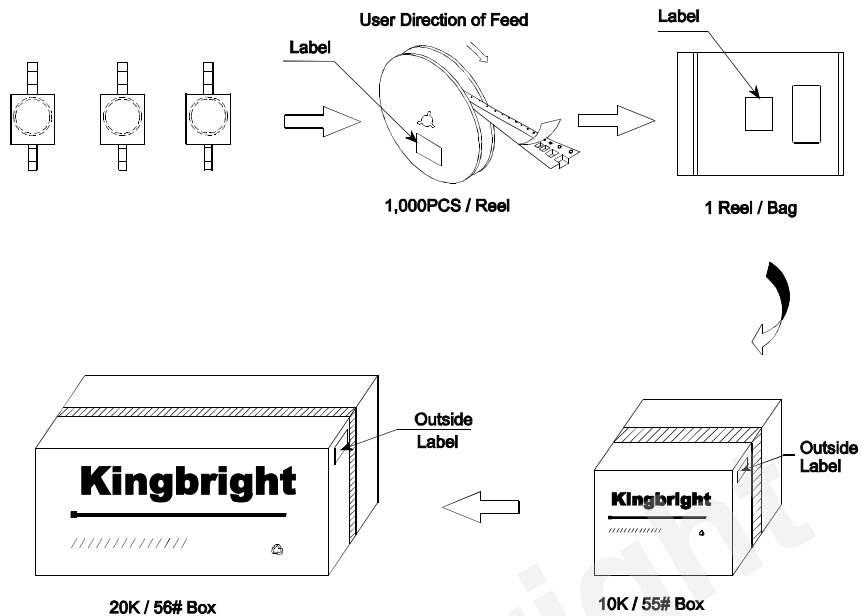 User Direction of Feed
Label
Label
1,000PCS / Reel
1 Reel / Bag
Outside
Label
Outside
Label
Kingbright
Kingbright
20K / 56# Box
10K / 55# Box
right